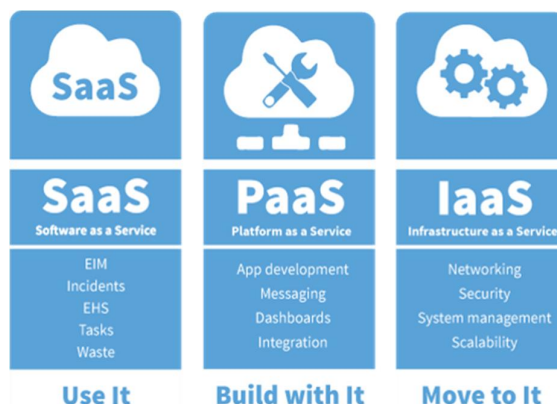 SaaS
SaaS
Software as a Service
EIM
Incidents
EHS
Tasks
Waste
Use It
PaaS
Platform as a Service
App development
Messaging
Dashboards
Integration
Build with It
IaaS
Infrastructure as a Service
Networking
Security
System management
Scalability
Move to It